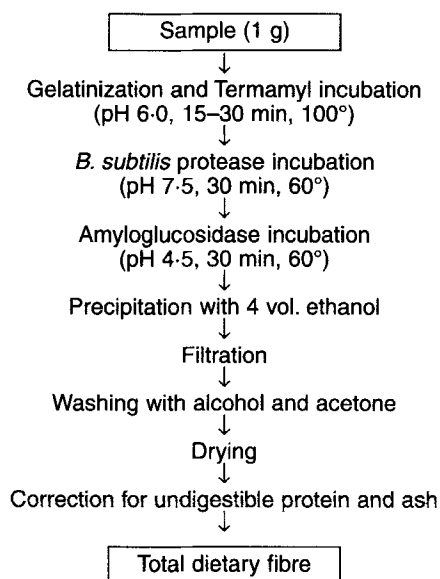 Sample (1 g)
↓
Gelatinization and Termamyl incubation
(pH 6·0, 15–30 min, 100°)
↓
B. subtilis protease incubation
(pH 7·5, 30 min, 60°)
↓
Amyloglucosidase incubation
(pH 4·5, 30 min, 60°)
↓
Precipitation with 4 vol. ethanol
↓
Filtration
↓
Washing with alcohol and acetone
↓
Drying
↓
Correction for undigestible protein and ash
↓
Total dietary fibre